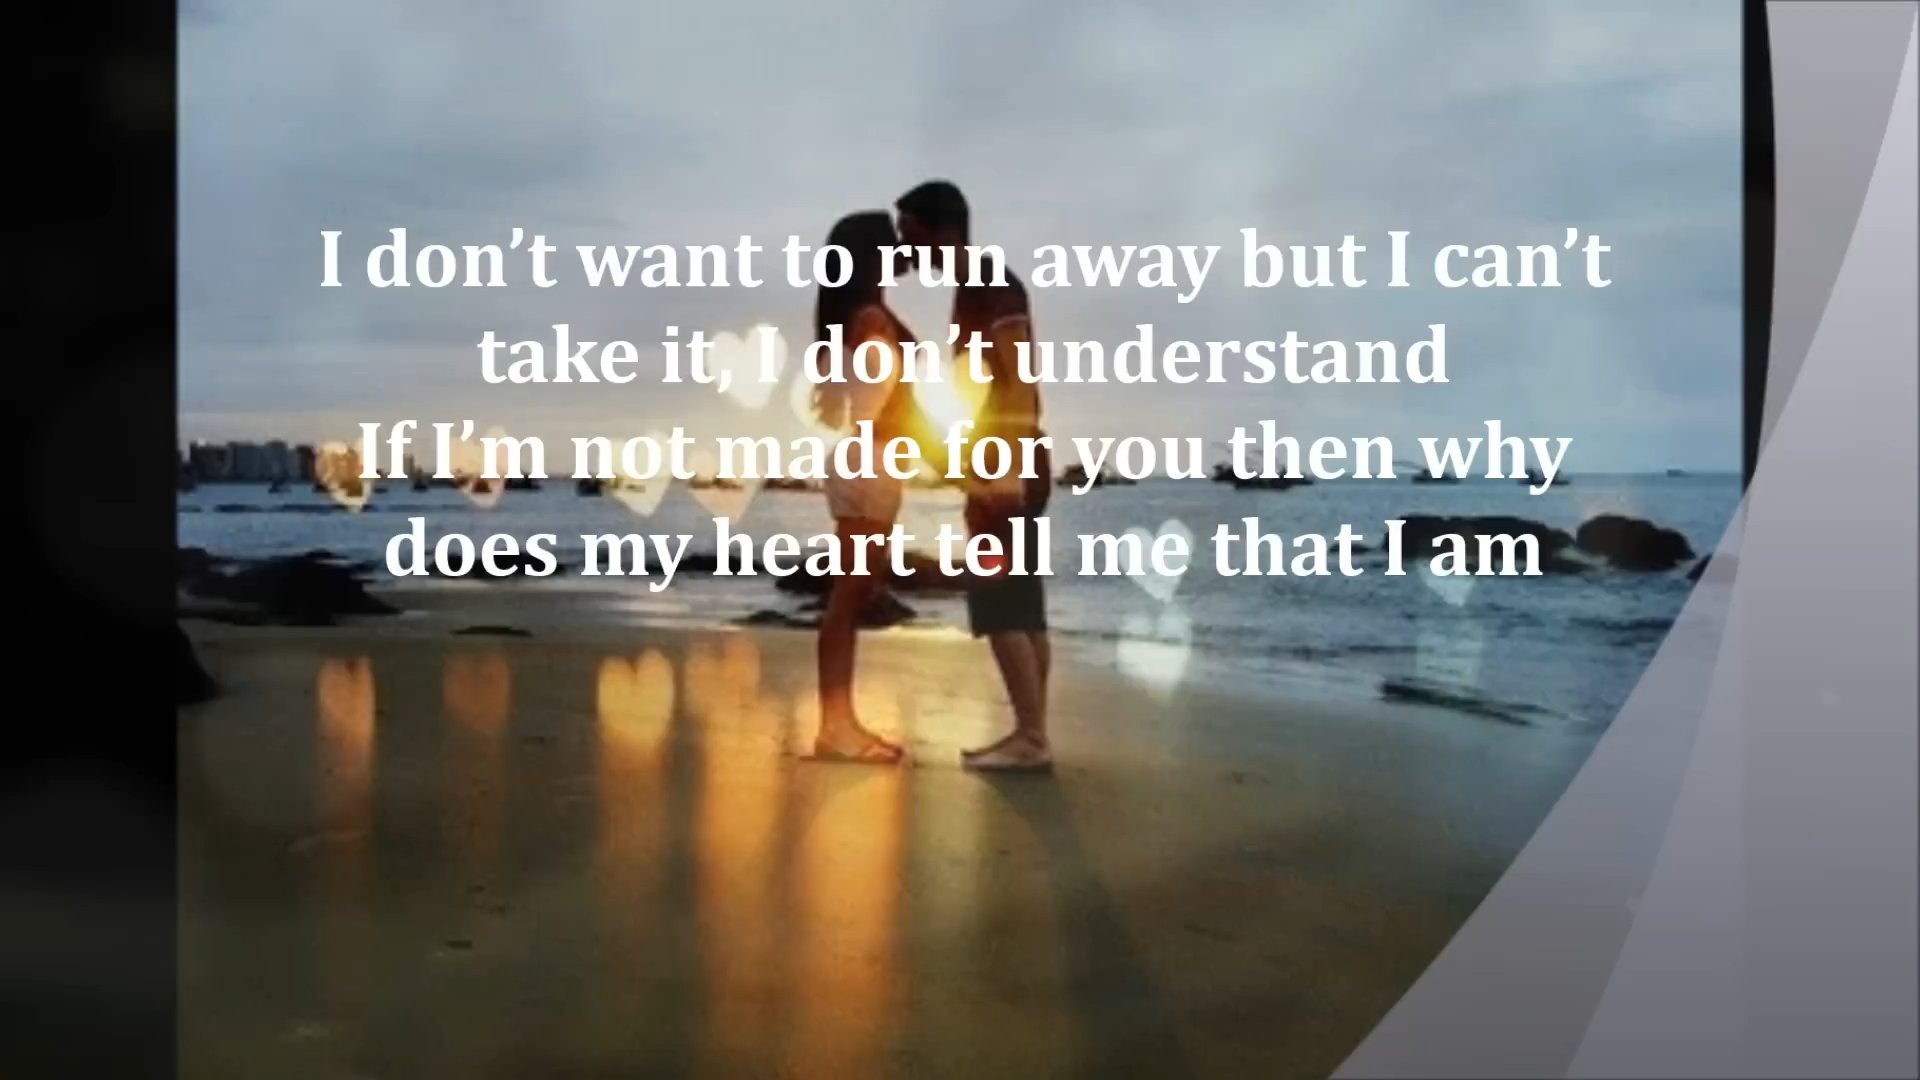 I don’t want to run away but I can’t
take it, I don’t understand
If I’m not made for you then why
does my heart tell me that I am